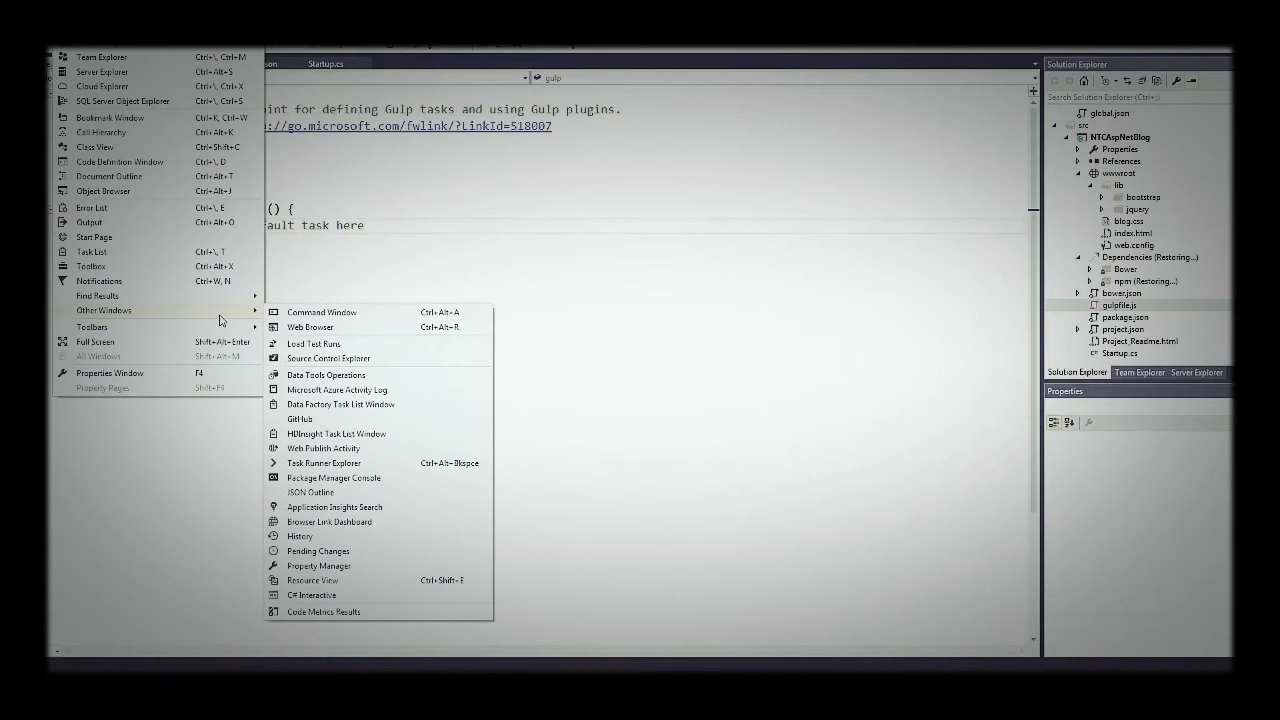 Team Explorer Ctrl+\, Ctrl+M
Server Explorer Ctrl+Alt+S
Cloud Explorer Ctrl+\, Ctrl+X
SQL Server Object Explorer Ctrl+\, Ctrl+S
Bookmark Window Ctrl+K, Ctrl+W
Call Hierarchy Ctrl+Alt+K
Class View Ctrl+Shift+C
Code Definition Window Ctrl+\, D
Document Outline Ctrl+Alt+T
Object Browser Ctrl+Alt+J
Error List Ctrl+\, E
Output Ctrl+Alt+O
Start Page
Task List Ctrl+\, T
Toolbox Ctrl+Alt+X
Notifications Ctrl+W, N
Find Results
Other Windows
Toolbars
Full Screen Shift+Alt+Enter
All Windows Shift+Alt+M
Properties Window F4
Property Pages Shift+F4
Command Window Ctrl+Alt+A
Web Browser Ctrl+Alt+R
Load Test Runs
Source Control Explorer
Data Tools Operations
Microsoft Azure Activity Log
Data Factory Task List Window
GitHub
HDInsight Task List Window
Web Publish Activity
Task Runner Explorer Ctrl+Alt+Bkspce
Package Manager Console
JSON Outline
Application Insights Search
Browser Link Dashboard
History
Pending Changes
Property Manager
Resource View Ctrl+Shift+E
C# Interactive
Code Metrics Results
son Startup.cs
gulp
int for defining Gulp tasks and using Gulp plugins.
://go.microsoft.com/fwlink/?LinkId=518007
() {
ault task here
Solution Explorer
Search Solution Explorer (Ctrl+;)
global.json
src
NTCAspNetBlog
Properties
References
wwwroot
lib
bootstrap
jquery
blog.css
index.html
web.config
Dependencies (Restoring...)
Bower
npm (Restoring...)
bower.json
gulpfile.js
package.json
project.json
Project_Readme.html
Startup.cs
Solution Explorer Team Explorer Server Explorer
Properties